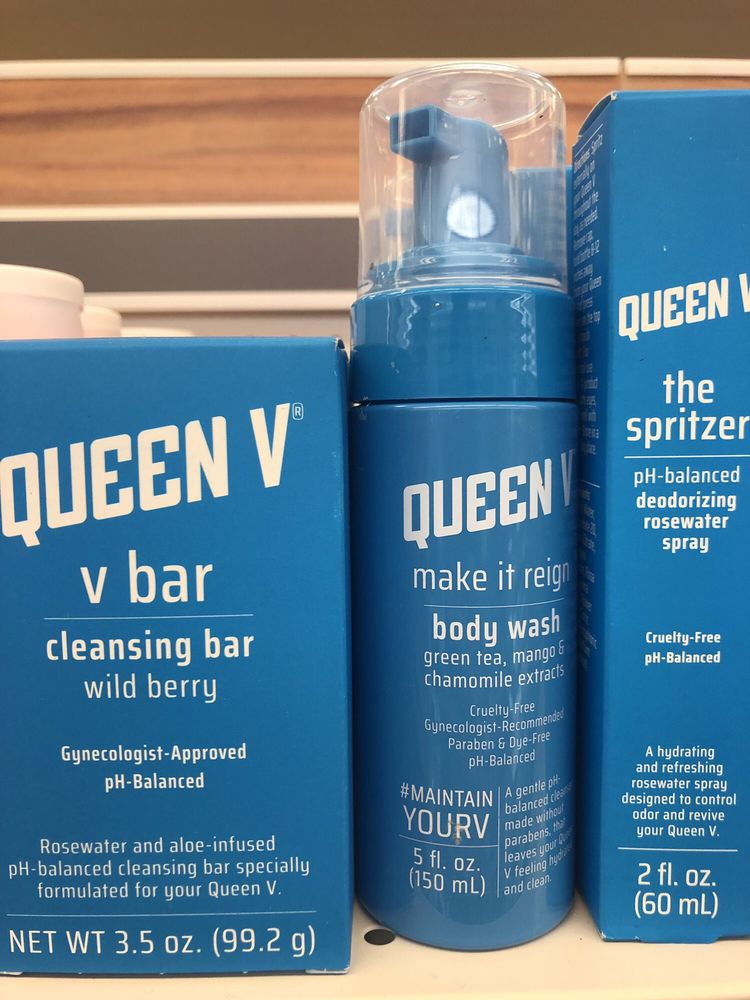 QUEEN V®
v bar
cleansing bar
wild berry
Gynecologist-Approved
pH-Balanced
Rosewater and aloe-infused
pH-balanced cleansing bar specially
formulated for your Queen V.
NET WT 3.5 oz. (99.2 g)
QUEEN V
make it reign
body wash
green tea, mango &
chamomile extracts
Cruelty-Free
Gynecologist-Recommended
Paraben & Dye-Free
pH-Balanced
#MAINTAIN
YOURV
5 fl. oz.
(150 mL)
A gentle pH-
balanced
made without
parabens, that
leaves your
V feeling
and clean.
QUEEN V
the
spritzer
pH-balanced
deodorizing
rosewater
spray
Cruelty-Free
pH-Balanced
A hydrating
and refreshing
rosewater spray
designed to control
odor and revive
your Queen V.
2 fl. oz.
(60 mL)